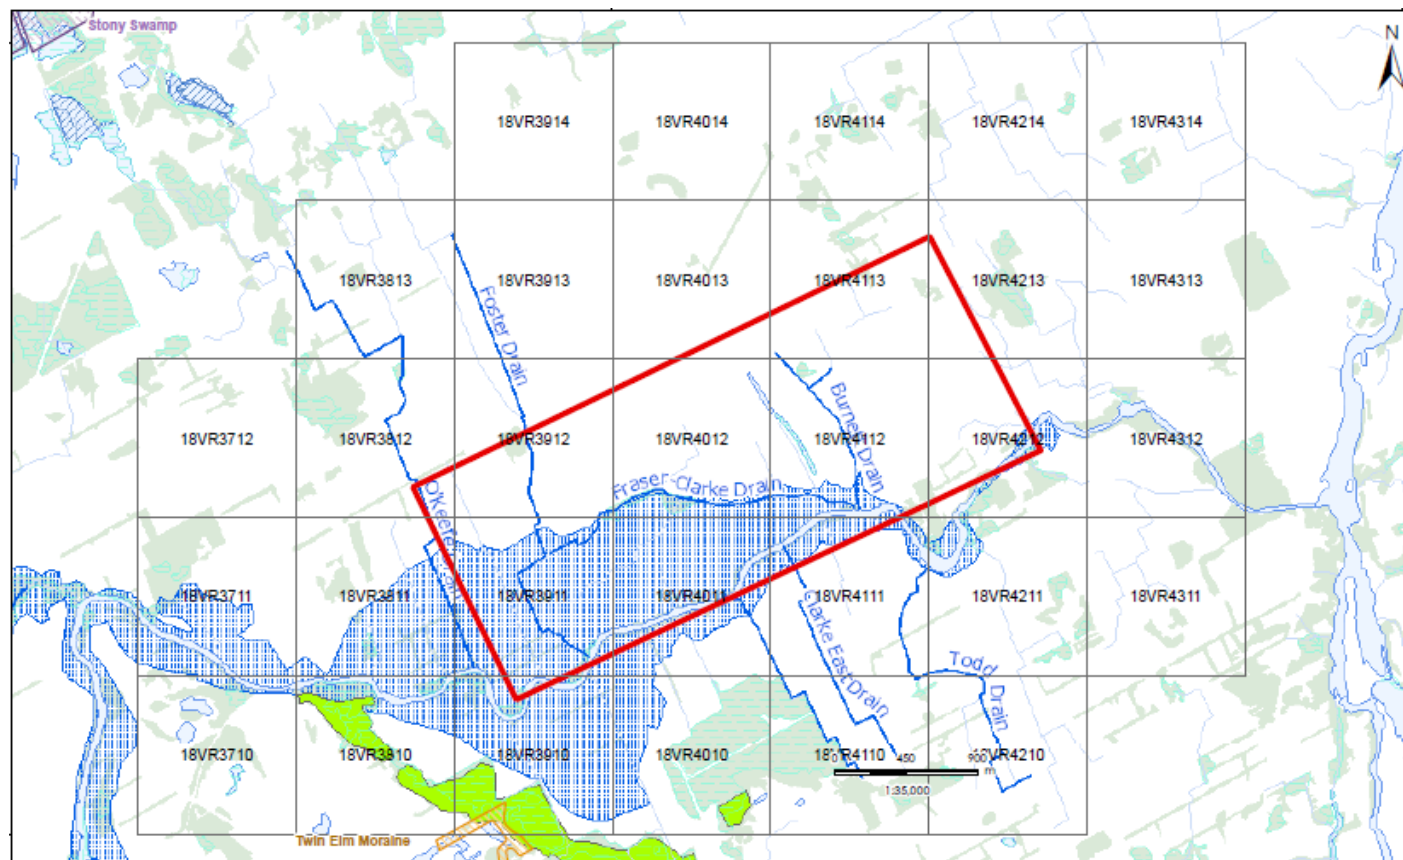 Stony Swamp
N
18VR3914
18VR4014
18VR4114
18VR4214
18VR4314
18VR3813
18VR3913
18VR4013
18VR4113
18VR4213
18VR4313
Foster Drain
18VR3712
18VR3812
18VR3912
18VR4012
18VR4112
18VR4212
18VR4312
Burnett Drain
Fraser-clarke Drain
O'Keefe Drain
18VR3711
18VR3811
18VR3911
18VR4011
18VR4111
18VR4211
18VR4311
Clarke East Drain
Todd Drain
18VR3710
18VR3810
18VR3910
18VR4010
18VR4110
18VR4210
0 450 900
m
1:35,000
Twin Elm Moraine